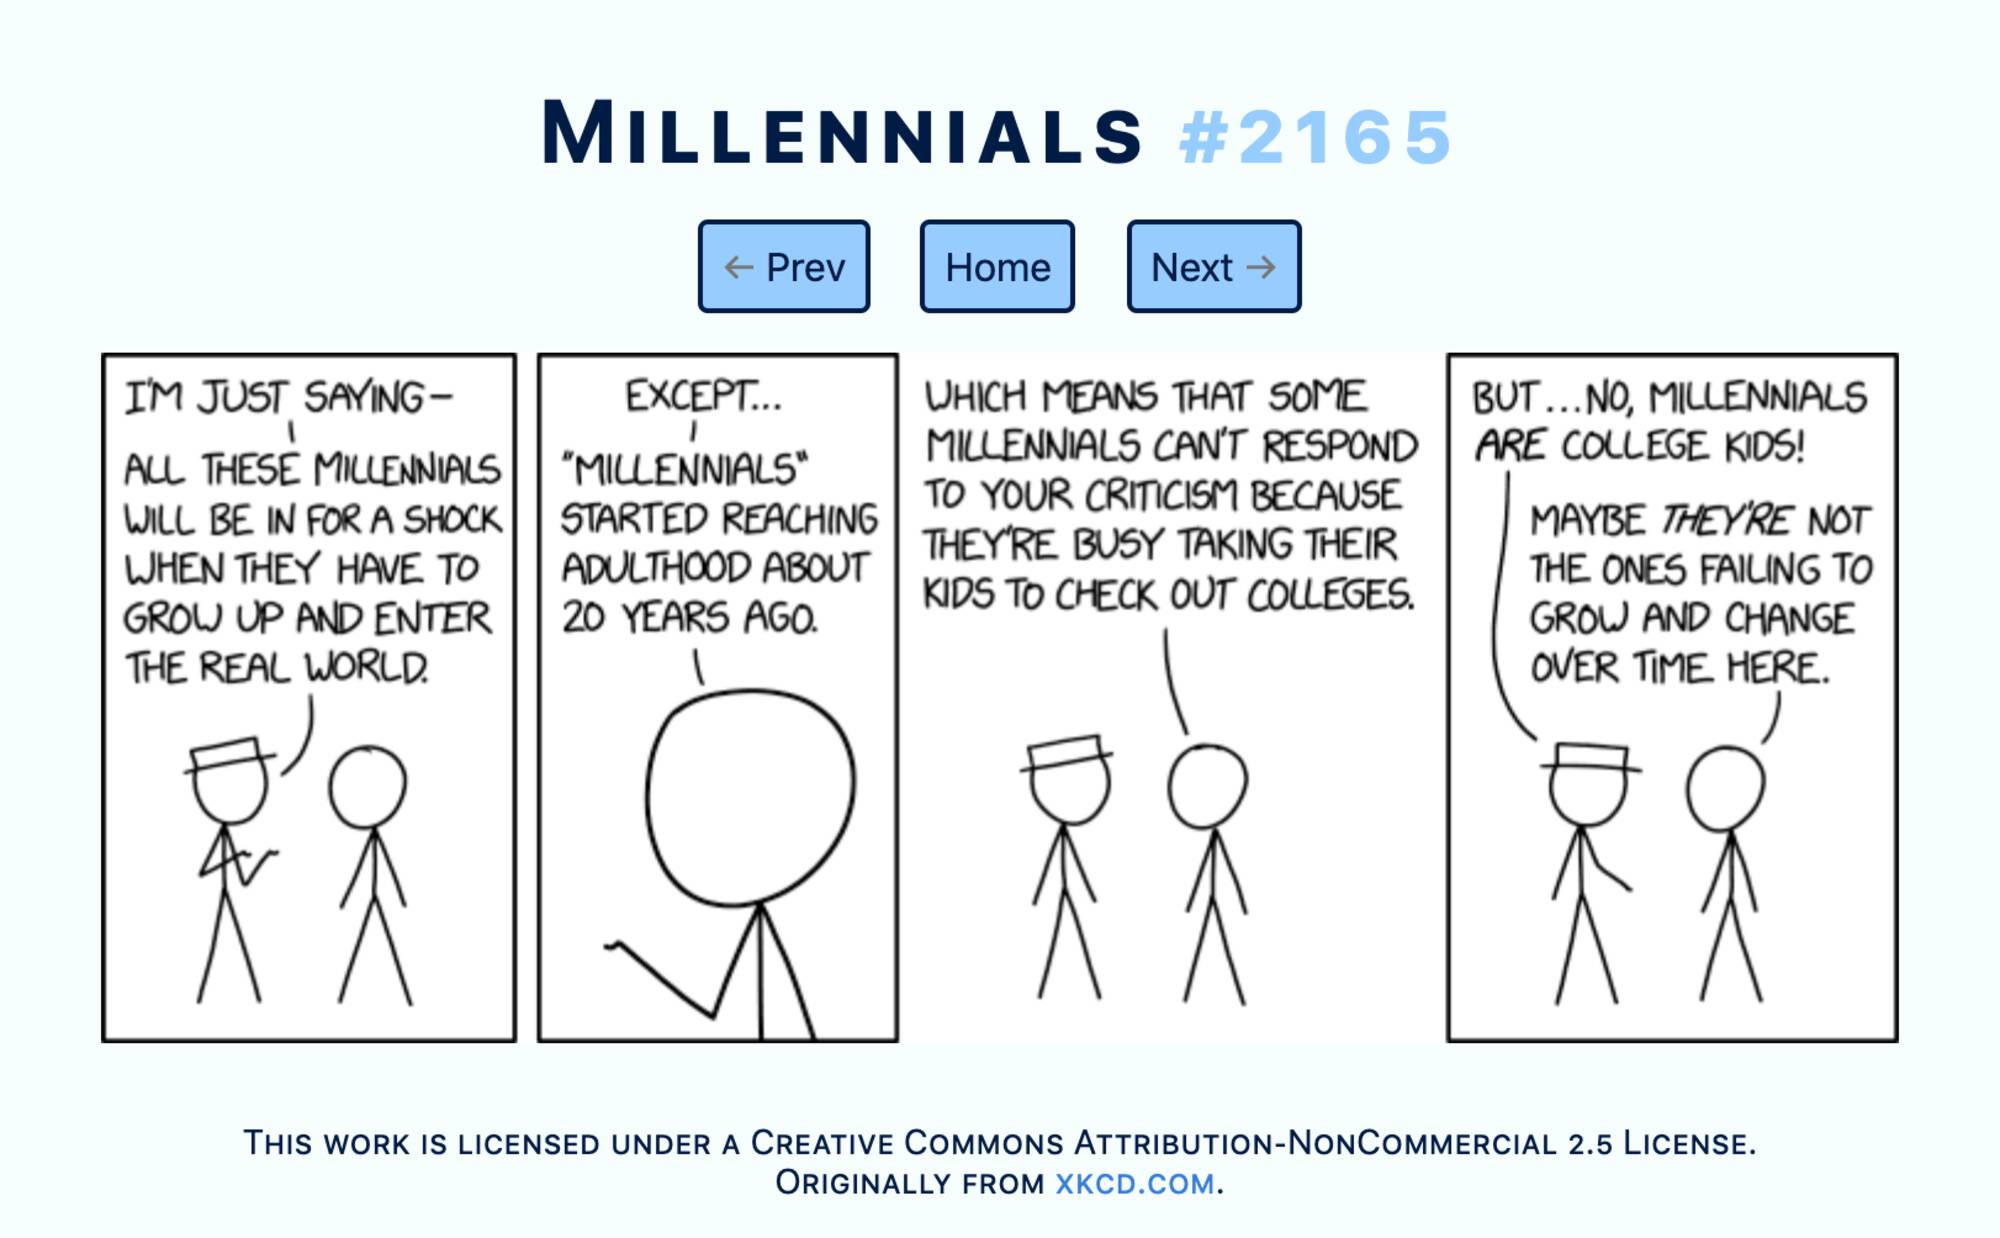 Millennials #2165
← Prev
Home
Next →
I'M JUST SAYING—
ALL THESE MILLENNIALS
WILL BE IN FOR A SHOCK
WHEN THEY HAVE TO
GROW UP AND ENTER
THE REAL WORLD.
EXCEPT...
"MILLENNIALS"
STARTED REACHING
ADULTHOOD ABOUT
20 YEARS AGO.
WHICH MEANS THAT SOME
MILLENNIALS CAN'T RESPOND
TO YOUR CRITICISM BECAUSE
THEY'RE BUSY TAKING THEIR
KIDS TO CHECK OUT COLLEGES.
BUT...NO, MILLENNIALS
ARE COLLEGE KIDS!
MAYBE THEY'RE NOT
THE ONES FAILING TO
GROW AND CHANGE
OVER TIME HERE.
This work is licensed under a Creative Commons Attribution-NonCommercial 2.5 License.
Originally from xkcd.com.